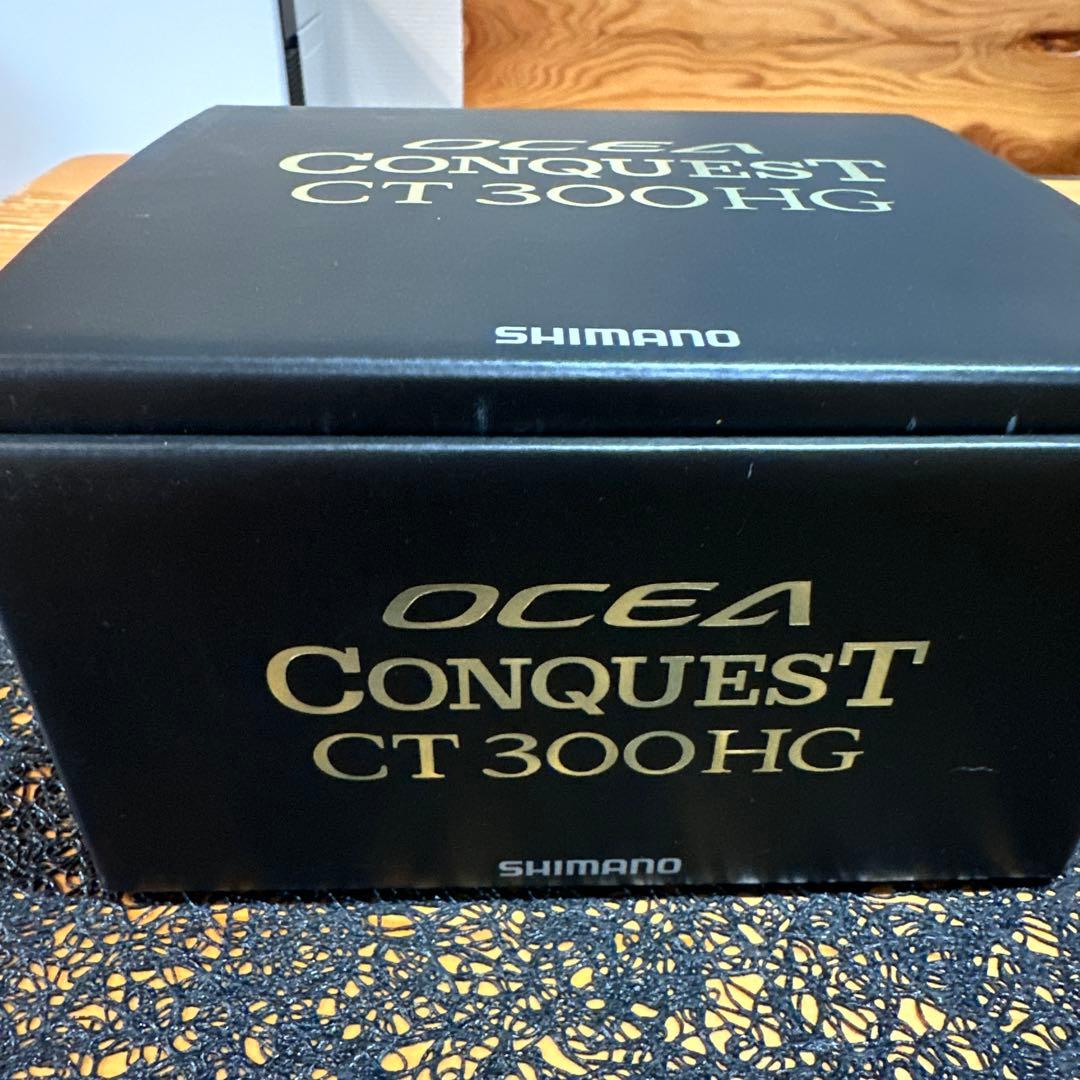 OCEA
CONQUEST
CT 300HG
SHIMANO
OCEA
CONQUEST
CT 300HG
SHIMANO